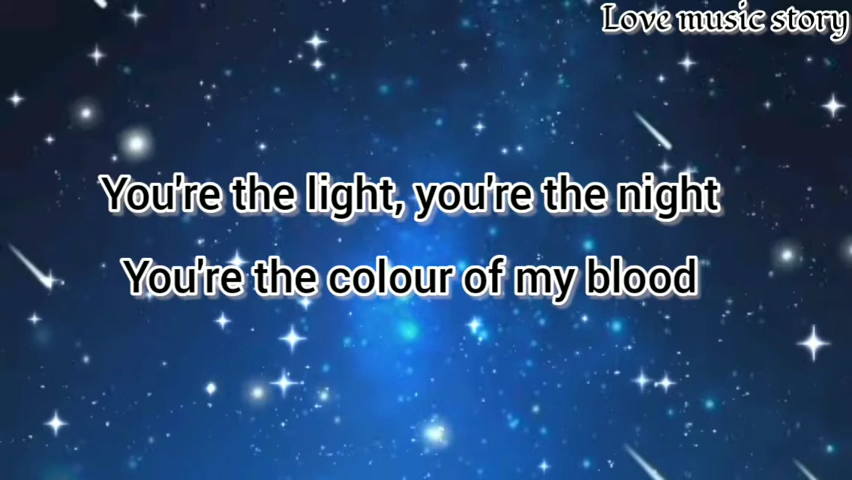 Love music story
You're the light, you're the night
You're the colour of my blood